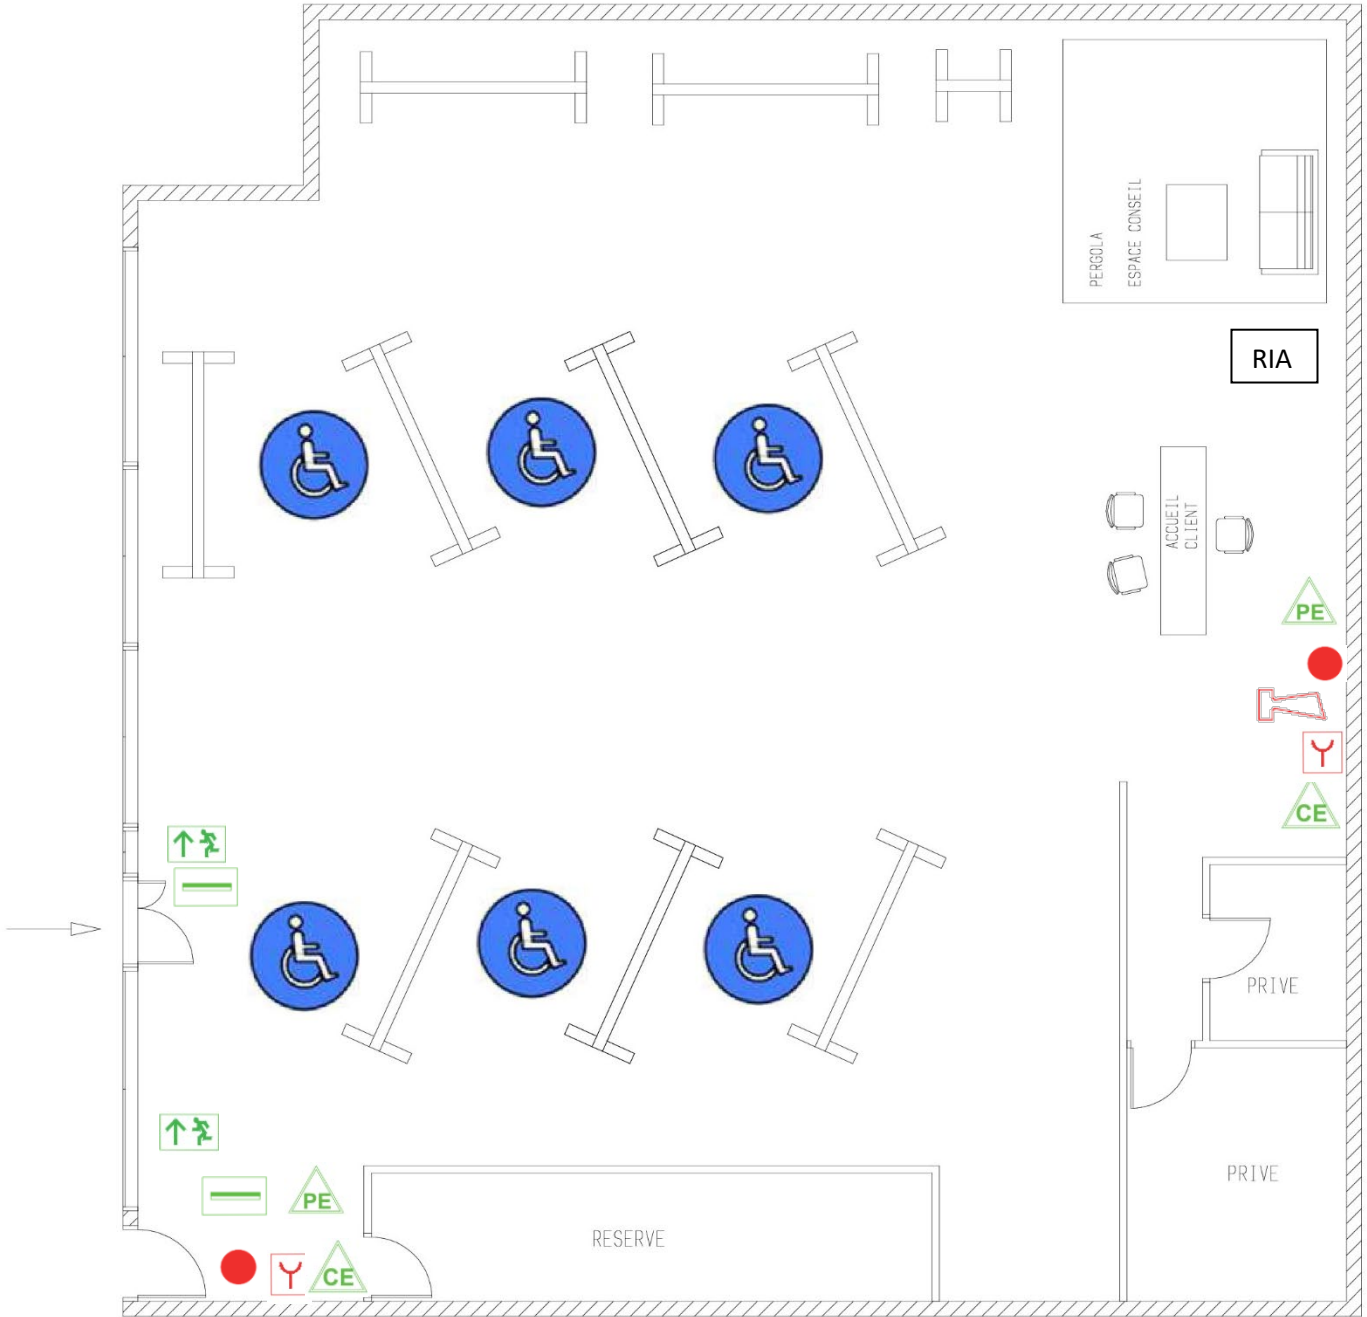 PERGOLA
ESPACE CONSEIL
RIA
ACCUEIL
CLIENT
PE
CE
PRIVE
PRIVE
PE
RESERVE
CE